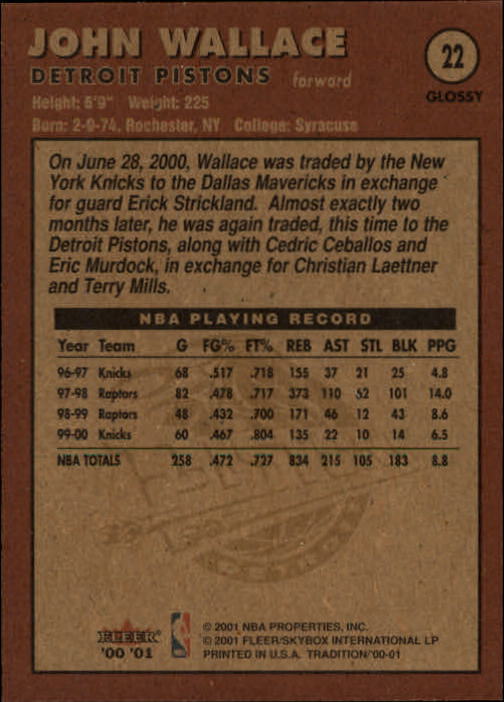 JOHN WALLACE
DETROIT PISTONS forward
22
GLOSSY
Height: 6'9" Weight: 225
Born: 2-9-74, Rochester, NY College: Syracuse
On June 28, 2000, Wallace was traded by the New
York Knicks to the Dallas Mavericks in exchange
for guard Erick Strickland. Almost exactly two
months later, he was again traded, this time to the
Detroit Pistons, along with Cedric Ceballos and
Eric Murdock, in exchange for Christian Laettner
and Terry Mills.
NBA PLAYING RECORD
Year Team G FG% FT% REB AST STL BLK PPG
96-97 Knicks 68 .517 .718 155 37 21 25 4.8
97-98 Raptors 82 .478 .717 373 110 52 101 14.0
98-99 Raptors 48 .432 .700 171 46 12 43 8.6
99-00 Knicks 60 .467 .804 135 22 10 14 6.5
NBA TOTALS 258 .472 .727 834 215 105 183 8.8
FLEER
'00 '01
© 2001 NBA PROPERTIES, INC.
© 2001 FLEER/SKYBOX INTERNATIONAL LP
PRINTED IN U.S.A. TRADITION/'00-01